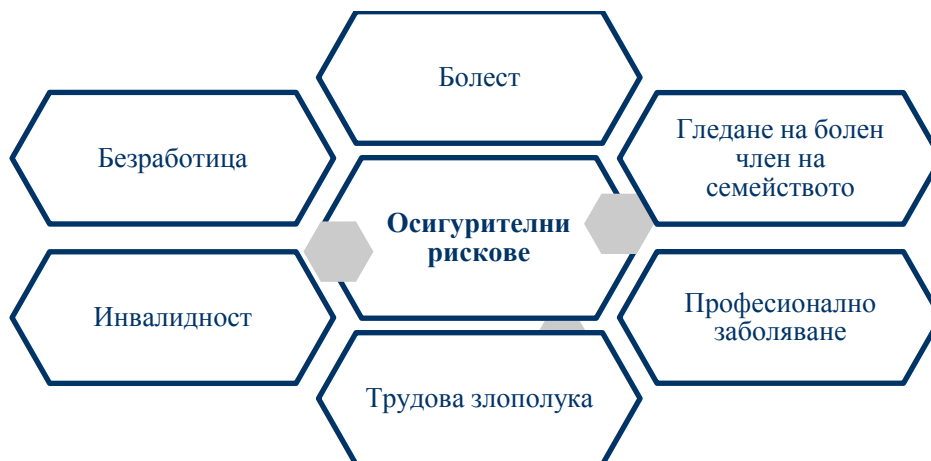 Болест
Безработица
Гледане на болен
член на
семейството
Осигурителни
рискове
Инвалидност
Професионално
заболяване
Трудова злополука